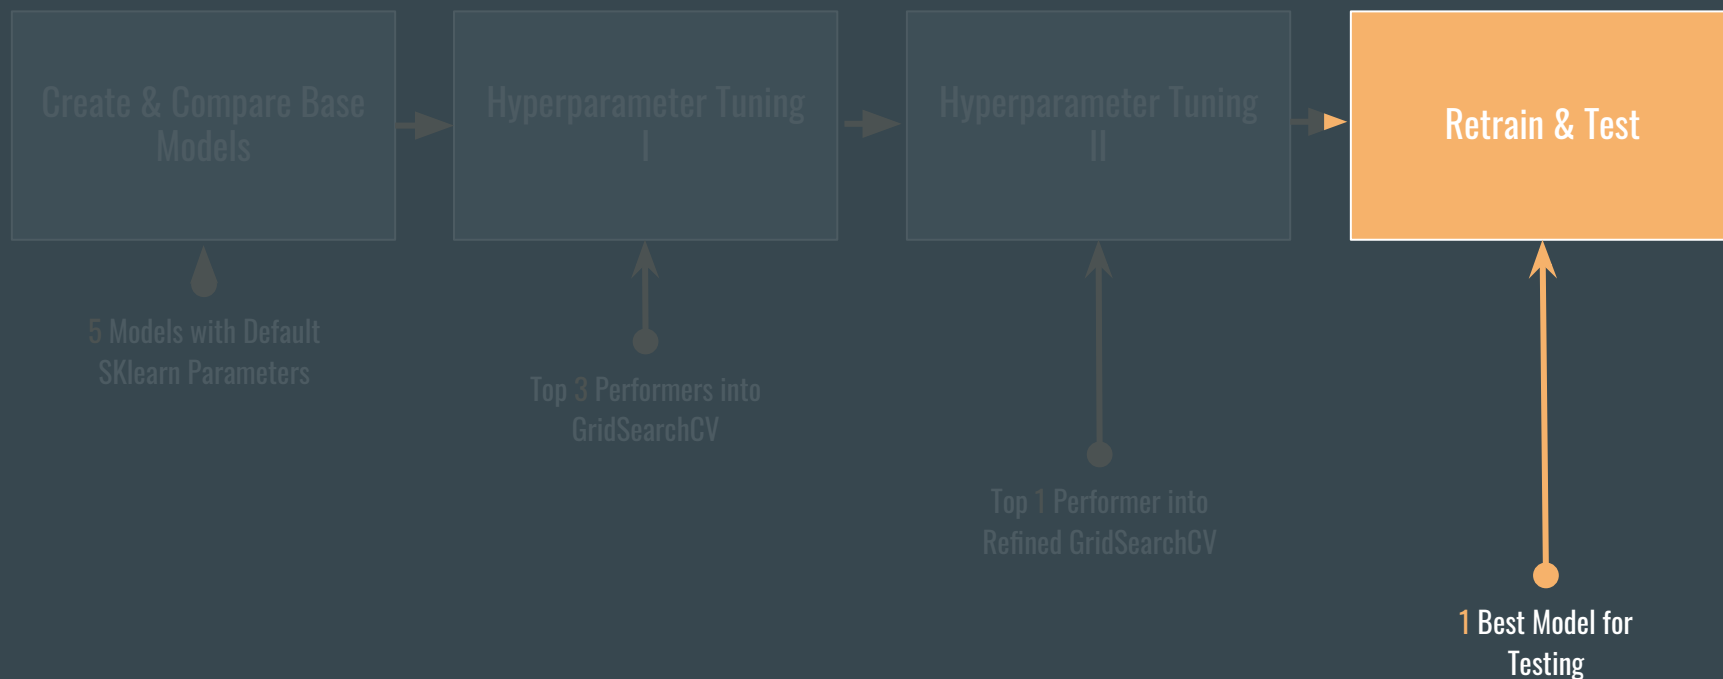 Create & Compare Base
Models
Hyperparameter Tuning
I
Hyperparameter Tuning
II
Retrain & Test
5 Models with Default
SKlearn Parameters
Top 3 Performers into
GridSearchCV
Top 1 Performer into
Refined GridSearchCV
1 Best Model for
Testing